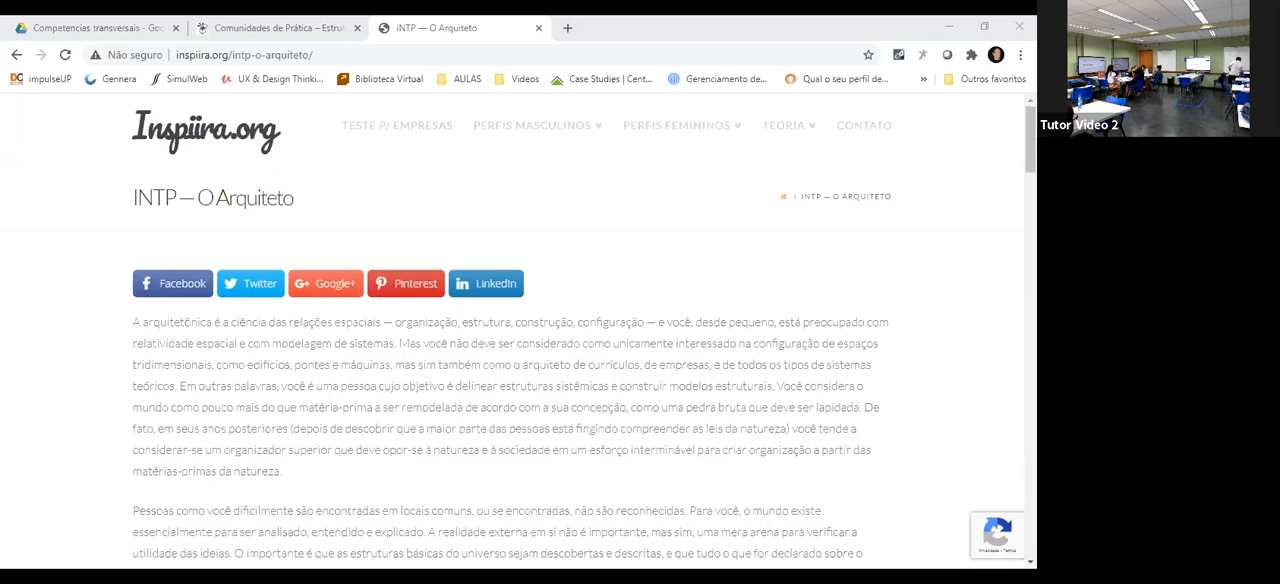 Competencias transversais - Goo
Comunidades de Prática – Estrut
INTP — O Arquiteto
Não seguro
inspiira.org/intp-o-arquiteto/
impulseUP
Gennera
SimulWeb
UX & Design Thinki...
Biblioteca Virtual
AULAS
Videos
Case Studies | Cent...
Gerenciamento de...
Qual o seu perfil de...
»
Outros favoritos
Inspiira.org
TESTE P/ EMPRESAS
PERFIS MASCULINOS
PERFIS FEMININOS
TEORIA
CONTATO
INTP — O Arquiteto
INTP — O ARQUITETO
Facebook
Twitter
G+ Google+
Pinterest
in LinkedIn
A arquitetônica é a ciência das relações espaciais — organização, estrutura, construção, configuração — e você, desde pequeno, está preocupado com
relatividade espacial e com modelagem de sistemas. Mas você não deve ser considerado como unicamente interessado na configuração de espaços
tridimensionais, como edifícios, pontes e máquinas, mas sim também como o arquiteto de currículos, de empresas, e de todos os tipos de sistemas
teóricos. Em outras palavras, você é uma pessoa cujo objetivo é delinear estruturas sistêmicas e construir modelos estruturais. Você considera o
mundo como pouco mais do que matéria-prima a ser remodelada de acordo com a sua concepção, como uma pedra bruta que deve ser lapidada. De
fato, em seus anos posteriores (depois de descobrir que a maior parte das pessoas está fingindo compreender as leis da natureza) você tende a
considerar-se um organizador superior que deve opor-se à natureza e à sociedade em um esforço interminável para criar organização a partir das
matérias-primas da natureza.
Pessoas como você dificilmente são encontradas em locais comuns, ou se encontradas, não são reconhecidas. Para você, o mundo existe
essencialmente para ser analisado, entendido e explicado. A realidade externa em si não é importante, mas sim, uma mera arena para verificar a
utilidade das ideias. O importante é que as estruturas básicas do universo sejam descobertas e descritas, e que tudo o que for declarado sobre o
Privacidade - Termos
Tutor Video 2